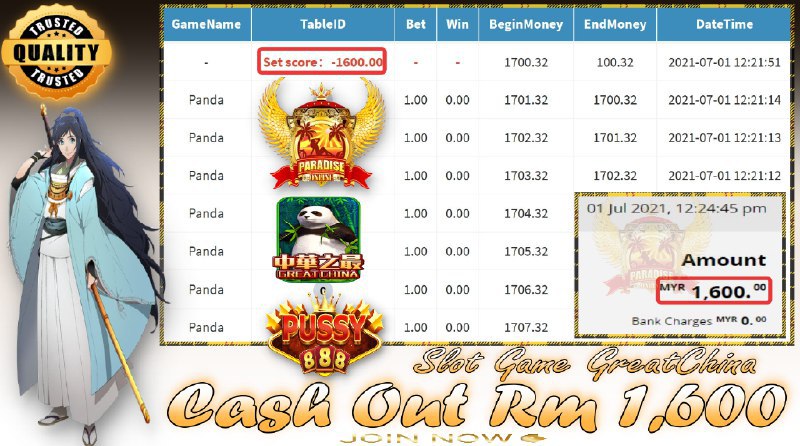 TRUSTED
QUALITY
TRUSTED
GameName TableID Bet Win BeginMoney EndMoney DateTime
- Set score: -1600.00 - - 1700.32 100.32 2021-07-01 12:21:51
Panda 1.00 0.00 1701.32 1700.32 2021-07-01 12:21:14
Panda 1.00 0.00 1702.32 1701.32 2021-07-01 12:21:13
Panda 1.00 0.00 1703.32 1702.32 2021-07-01 12:21:12
Panda 1.00 0.00 1704.32
Panda 1.00 0.00 1705.32
Panda 1.00 0.00 1706.32
Panda 1.00 0.00 1707.32
PARADISE
中華之最
GREATCHINA
PUSSY
888
01 Jul 2021, 12:24:45 pm
PARADISE
Amount
MYR 1,600.00
Bank Charges MYR 0.00
Slot Game GreatChina
Cash Out Rm 1,600
JOIN NOW